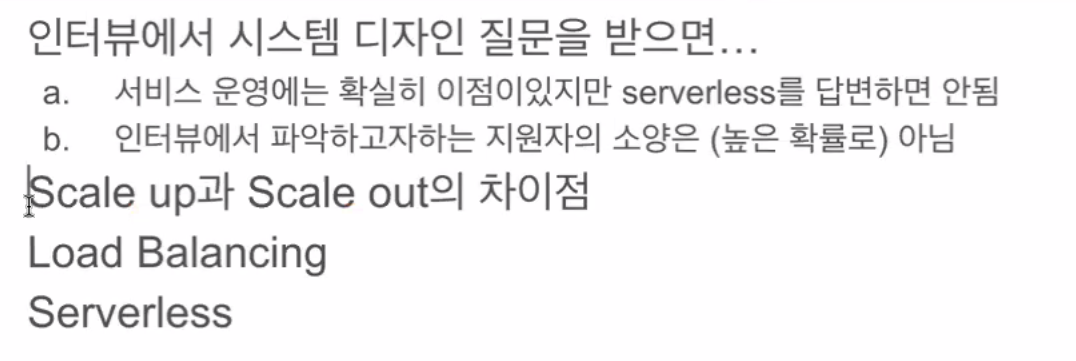 인터뷰에서 시스템 디자인 질문을 받으면...
a. 서비스 운영에는 확실히 이점이있지만 serverless를 답변하면 안됨
b. 인터뷰에서 파악하고자하는 지원자의 소양은 (높은 확률로) 아님
Scale up과 Scale out의 차이점
Load Balancing
Serverless